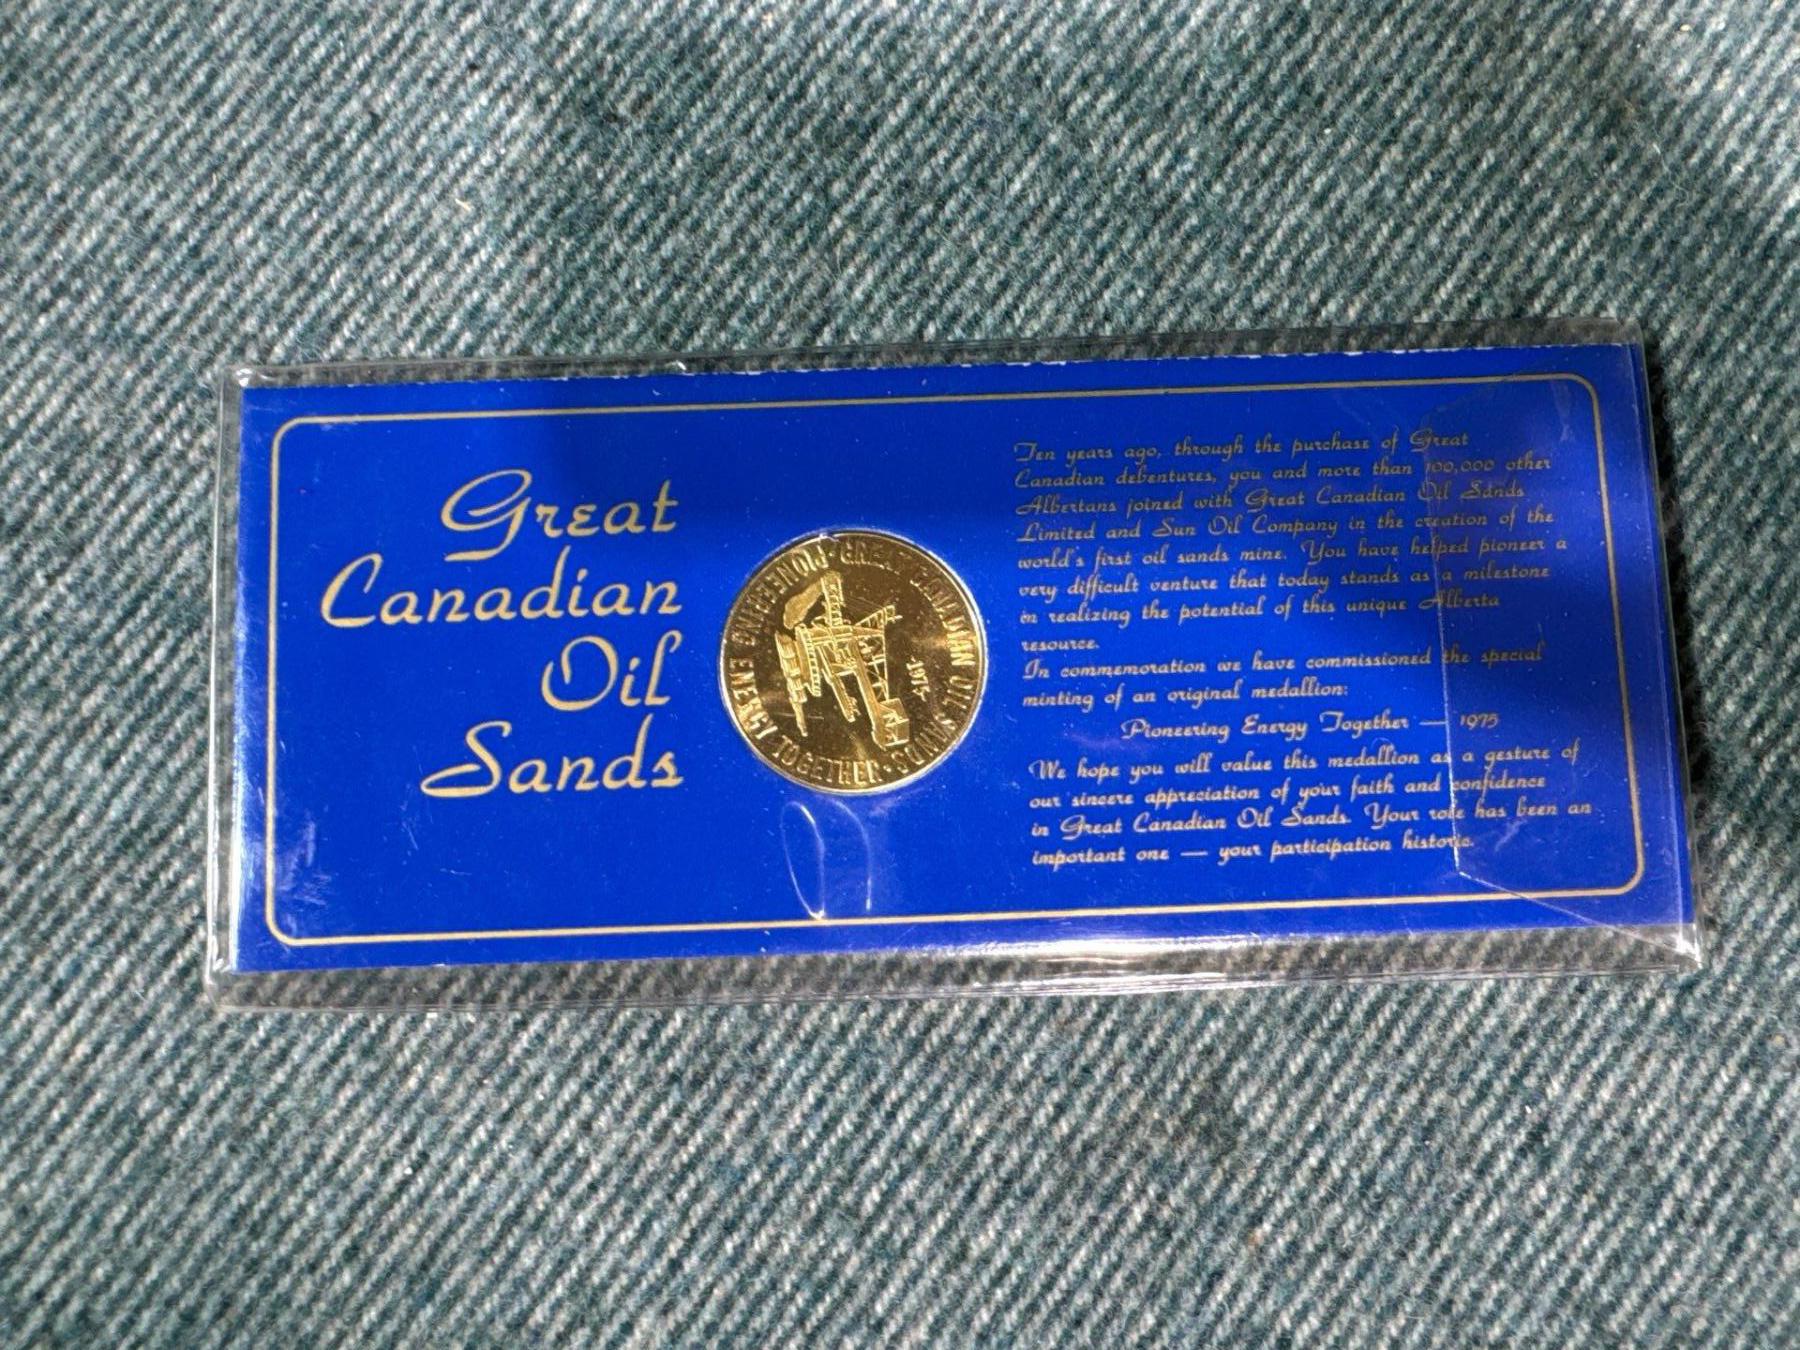 Great
Canadian
Oil
Sands
PIONEERING ENERGY TOGETHER · GREAT CANADIAN OIL SANDS ·
1975
Ten years ago, through the purchase of Great
Canadian debentures, you and more than 100,000 other
Albertans joined with Great Canadian Oil Sands
Limited and Sun Oil Company in the creation of the
world's first oil sands mine. You have helped pioneer a
very difficult venture that today stands as a milestone
in realizing the potential of this unique Alberta
resource.
In commemoration we have commissioned the special
minting of an original medallion:
Pioneering Energy Together — 1975
We hope you will value this medallion as a gesture of
our sincere appreciation of your faith and confidence
in Great Canadian Oil Sands. Your role has been an
important one — your participation historic.